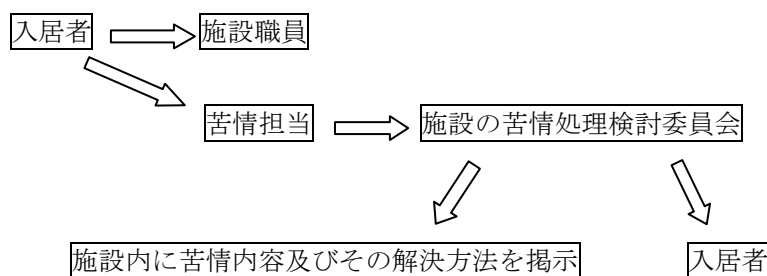 入居者 施設職員
苦情担当 施設の苦情処理検討委員会
施設内に苦情内容及びその解決方法を掲示 入居者